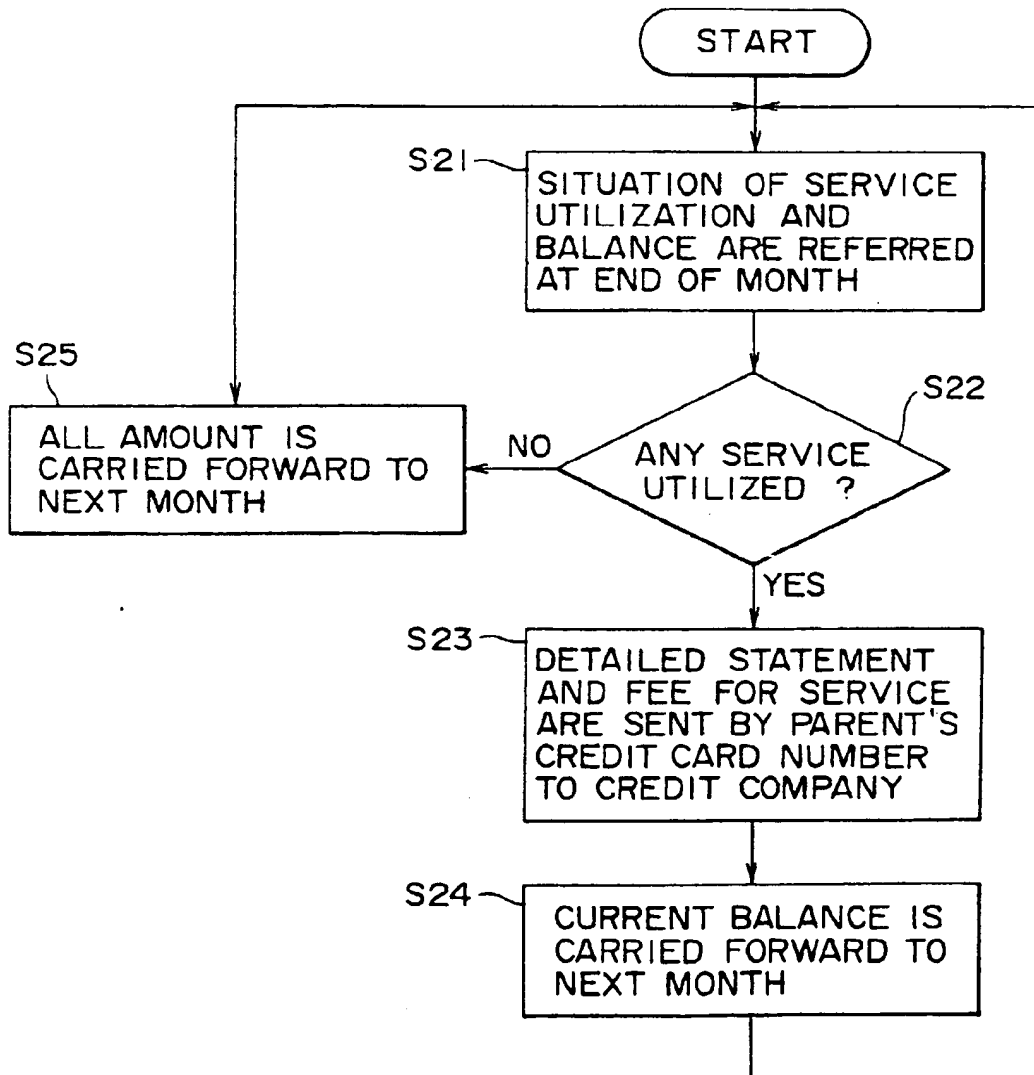 START
S21
SITUATION OF SERVICE
UTILIZATION AND
BALANCE ARE REFERRED
AT END OF MONTH
S22
ANY SERVICE
UTILIZED ?
NO
S25
ALL AMOUNT IS
CARRIED FORWARD TO
NEXT MONTH
YES
S23
DETAILED STATEMENT
AND FEE FOR SERVICE
ARE SENT BY PARENT'S
CREDIT CARD NUMBER
TO CREDIT COMPANY
S24
CURRENT BALANCE IS
CARRIED FORWARD TO
NEXT MONTH